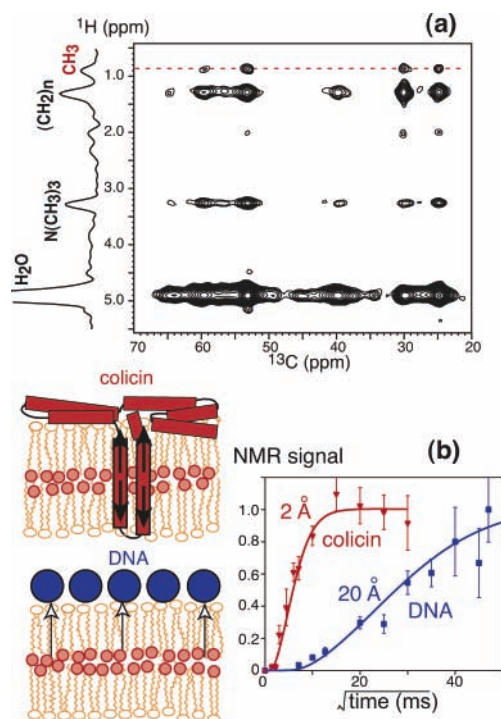 ¹H (ppm)
(a)
CH3
(CH2)n
N(CH3)3
H2O
1.0
2.0
3.0
4.0
5.0
70 60 50 40 30 20
¹³C (ppm)
colicin
DNA
NMR signal
(b)
1.0
0.8
0.6
0.4
0.2
0
2 Å
colicin
20 Å
DNA
0 20 40
√time (ms)